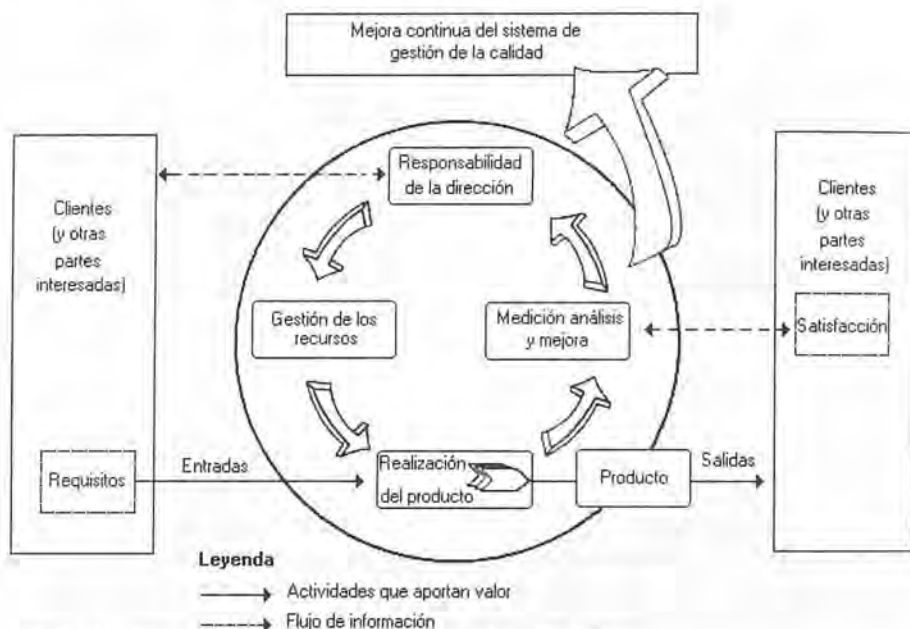 Mejora continua del sistema de
gestión de la calidad
Responsabilidad
de la dirección
Clientes
(y otras
partes
interesadas)
Clientes
(y otras
partes
interesadas)
Gestión de los
recursos
Medición análisis
y mejora
Satisfacción
Requisitos
Entradas
Realización
del producto
Producto
Salidas
Leyenda
Actividades que aportan valor
Flujo de información